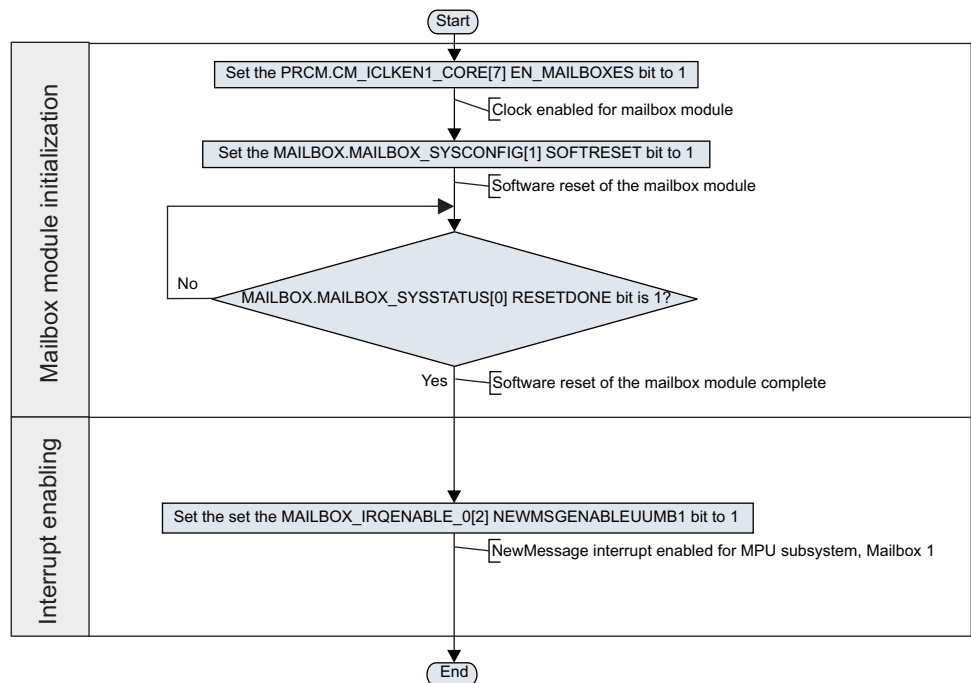 Start
Mailbox module initialization
Set the PRCM.CM_ICLKEN1_CORE[7] EN_MAILBOXES bit to 1
Clock enabled for mailbox module
Set the MAILBOX.MAILBOX_SYSCONFIG[1] SOFTRESET bit to 1
Software reset of the mailbox module
No
MAILBOX.MAILBOX_SYSSTATUS[0] RESETDONE bit is 1?
Yes
Software reset of the mailbox module complete
Interrupt enabling
Set the set the MAILBOX_IRQENABLE_0[2] NEWMSGENABLEUUMB1 bit to 1
NewMessage interrupt enabled for MPU subsystem, Mailbox 1
End